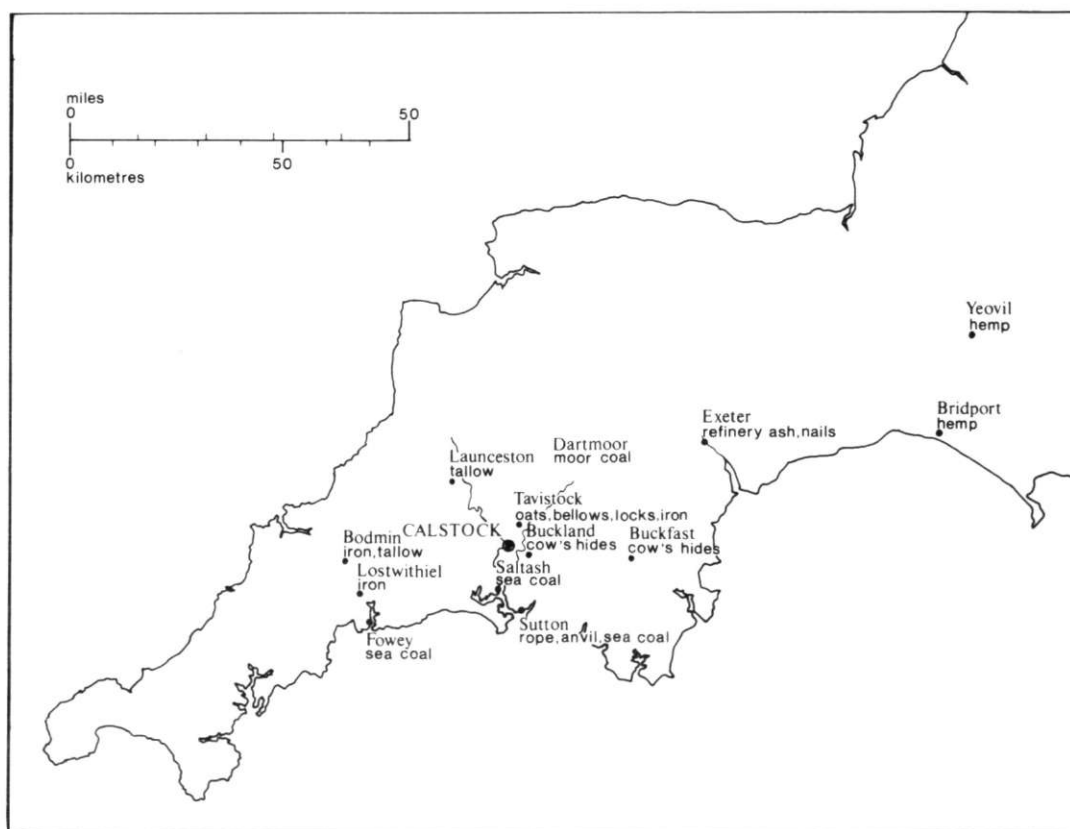 miles
0 50
0 50
kilometres
Yeovil
hemp
Bridport
hemp
Exeter
refinery ash, nails
Dartmoor
moor coal
Launceston
tallow
Tavistock
oats, bellows, locks, iron
CALSTOCK
Buckland
cow's hides
Buckfast
cow's hides
Bodmin
iron, tallow
Lostwithiel
iron
Saltash
sea coal
Sutton
rope, anvil, sea coal
Fowey
sea coal